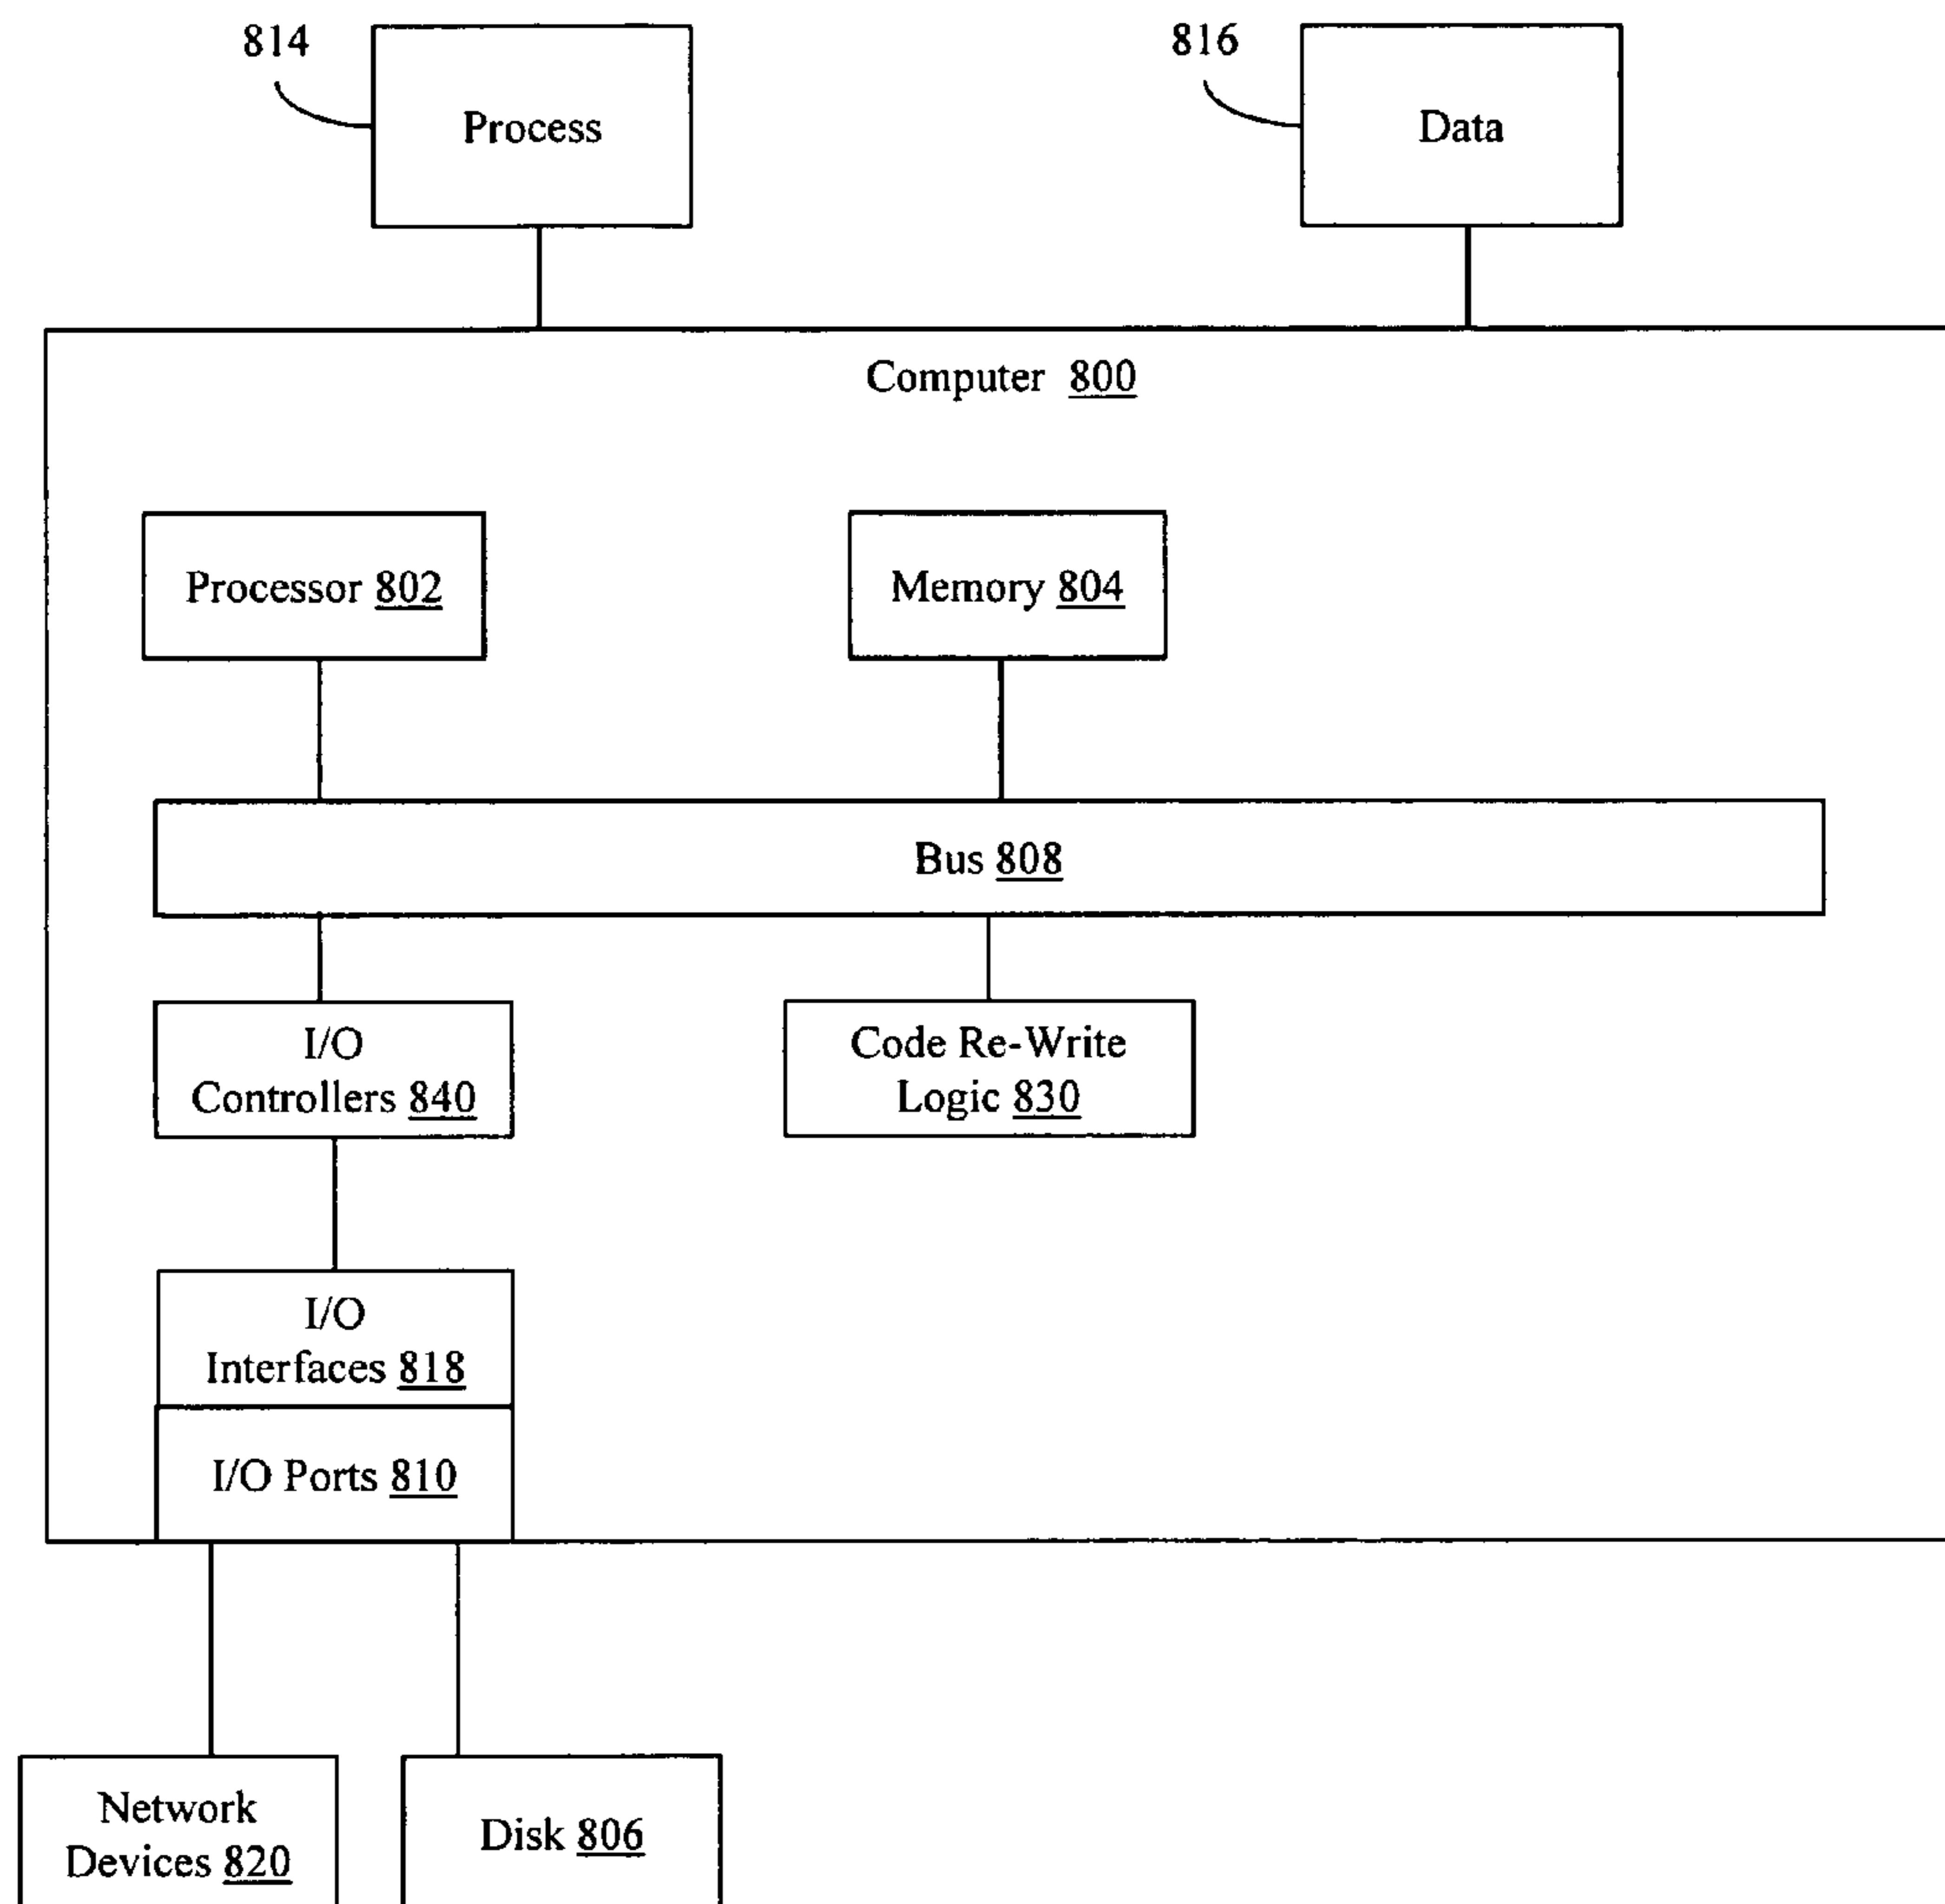 814
Process
816
Data
Computer 800
Processor 802
Memory 804
Bus 808
I/O
Controllers 840
Code Re-Write
Logic 830
I/O
Interfaces 818
I/O Ports 810
Network
Devices 820
Disk 806